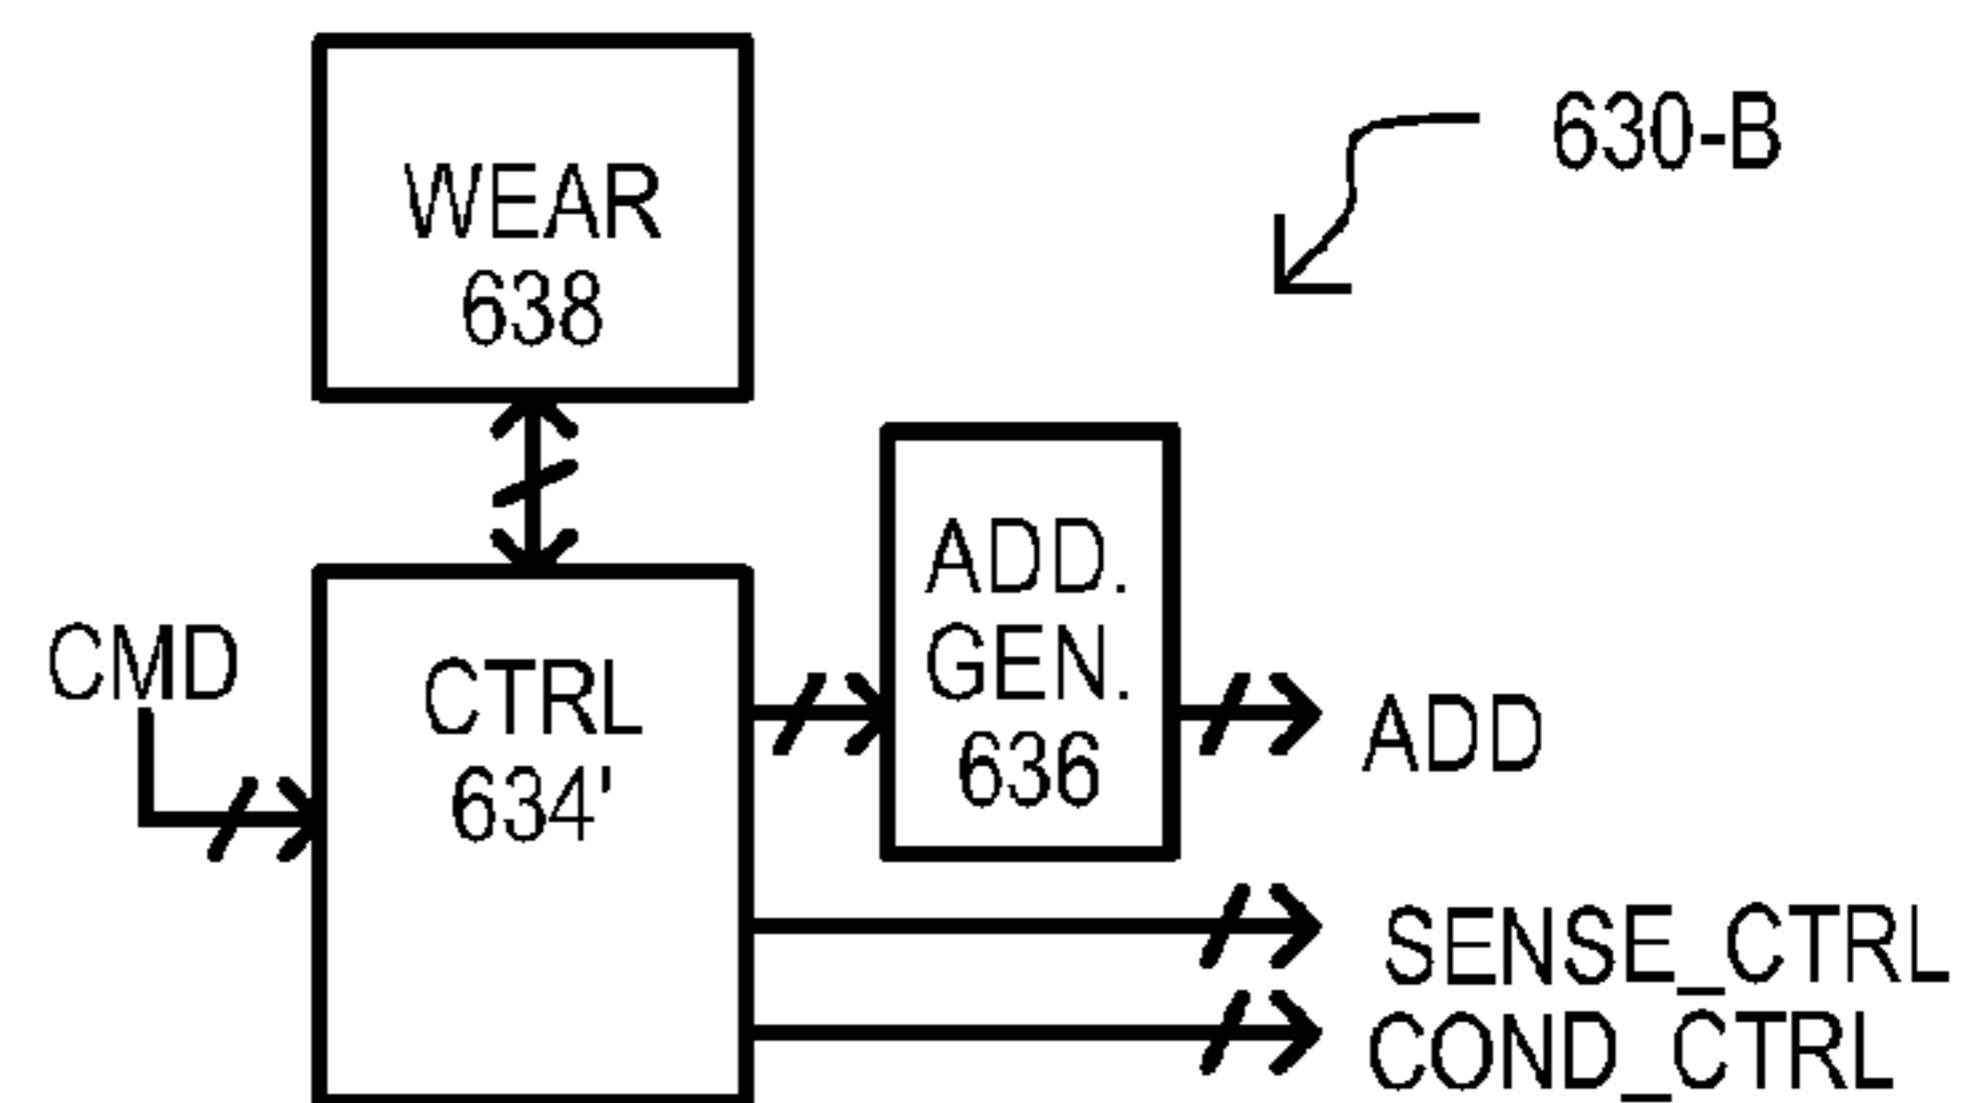 WEAR
638
630-B
CMD
CTRL
634'
ADD.
GEN.
636
ADD
SENSE_CTRL
COND_CTRL